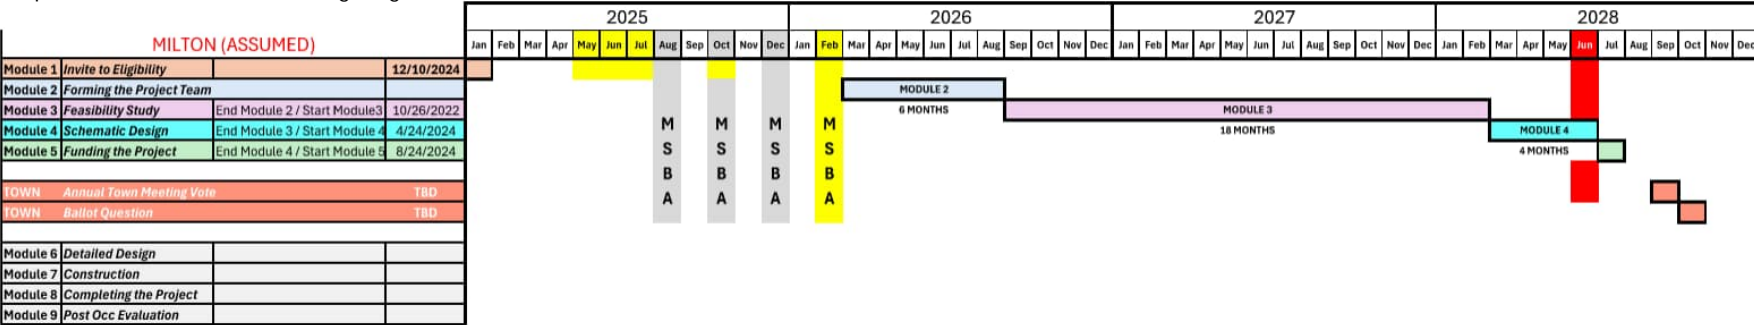 2025 2026 2027 2028
MILTON (ASSUMED) Jan Feb Mar Apr May Jun Jul Aug Sep Oct Nov Dec Jan Feb Mar Apr May Jun Jul Aug Sep Oct Nov Dec Jan Feb Mar Apr May Jun Jul Aug Sep Oct Nov Dec Jan Feb Mar Apr May Jun Jul Aug Sep Oct Nov Dec
Module 1 Invite to Eligibility 12/10/2024
Module 2 Forming the Project Team MODULE 2
Module 3 Feasibility Study End Module 2 / Start Module3 10/26/2022 6 MONTHS MODULE 3
Module 4 Schematic Design End Module 3 / Start Module 4 4/24/2024 18 MONTHS MODULE 4
Module 5 Funding the Project End Module 4 / Start Module 5 8/24/2024 4 MONTHS
M M M M
S S S S
B B B B
A A A A
TOWN Annual Town Meeting Vote TBD
TOWN Ballot Question TBD
Module 6 Detailed Design
Module 7 Construction
Module 8 Completing the Project
Module 9 Post Occ Evaluation